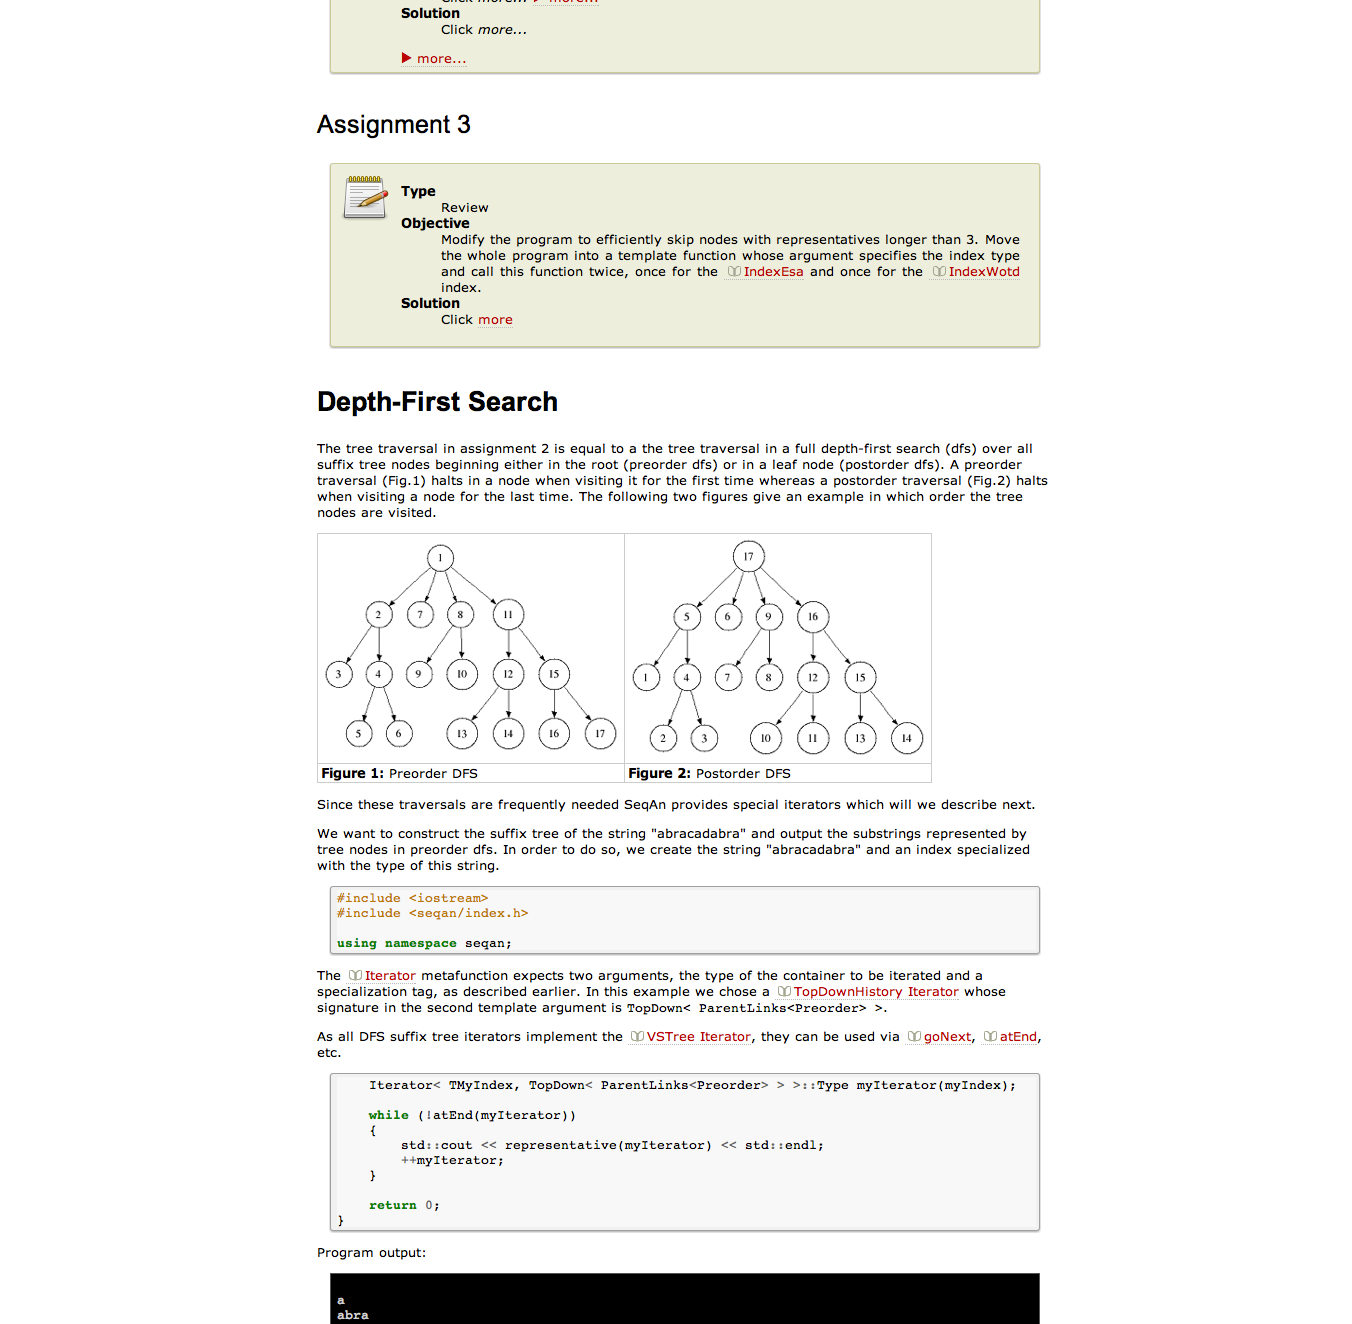 Solution
Click more...
▶ more...
Assignment 3
Type
Review
Objective
Modify the program to efficiently skip nodes with representatives longer than 3. Move
the whole program into a template function whose argument specifies the index type
and call this function twice, once for the IndexEsa and once for the IndexWotd
index.
Solution
Click more
Depth-First Search
The tree traversal in assignment 2 is equal to a the tree traversal in a full depth-first search (dfs) over all
suffix tree nodes beginning either in the root (preorder dfs) or in a leaf node (postorder dfs). A preorder
traversal (Fig.1) halts in a node when visiting it for the first time whereas a postorder traversal (Fig.2) halts
when visiting a node for the last time. The following two figures give an example in which order the tree
nodes are visited.
1
2 7 8 11
3 4 9 10 12 15
5 6 13 14 16 17
Figure 1: Preorder DFS
17
5 6 9 16
1 4 7 8 12 15
2 3 10 11 13 14
Figure 2: Postorder DFS
Since these traversals are frequently needed SeqAn provides special iterators which will we describe next.
We want to construct the suffix tree of the string "abracadabra" and output the substrings represented by
tree nodes in preorder dfs. In order to do so, we create the string "abracadabra" and an index specialized
with the type of this string.
#include <iostream>
#include <seqan/index.h>
using namespace seqan;
The Iterator metafunction expects two arguments, the type of the container to be iterated and a
specialization tag, as described earlier. In this example we chose a TopDownHistory Iterator whose
signature in the second template argument is TopDown< ParentLinks<Preorder> >.
As all DFS suffix tree iterators implement the VSTree Iterator, they can be used via goNext, atEnd,
etc.
Iterator< TMyIndex, TopDown< ParentLinks<Preorder> > >::Type myIterator(myIndex);
while (!atEnd(myIterator))
{
std::cout << representative(myIterator) << std::endl;
++myIterator;
}
return 0;
}
Program output:
a
abra